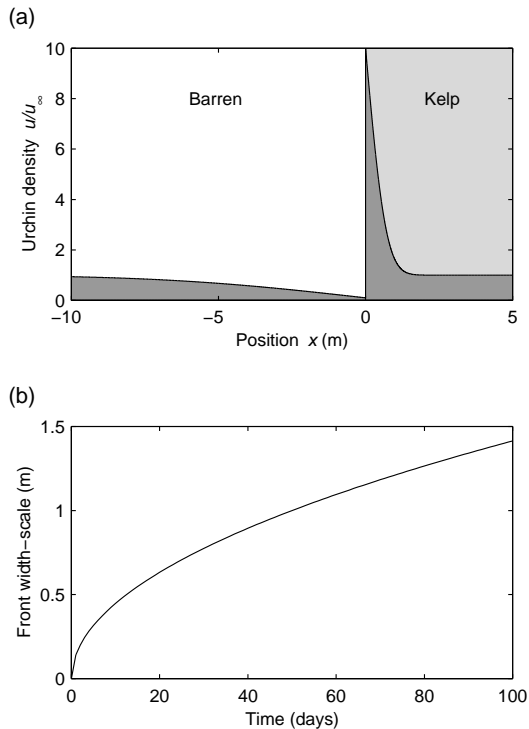 (a)
10
8
6
4
2
0
Urchin density u/u∞
Barren
Kelp
−10
−5
0
5
Position x (m)
(b)
1.5
1
0.5
0
Front width−scale (m)
0
20
40
60
80
100
Time (days)